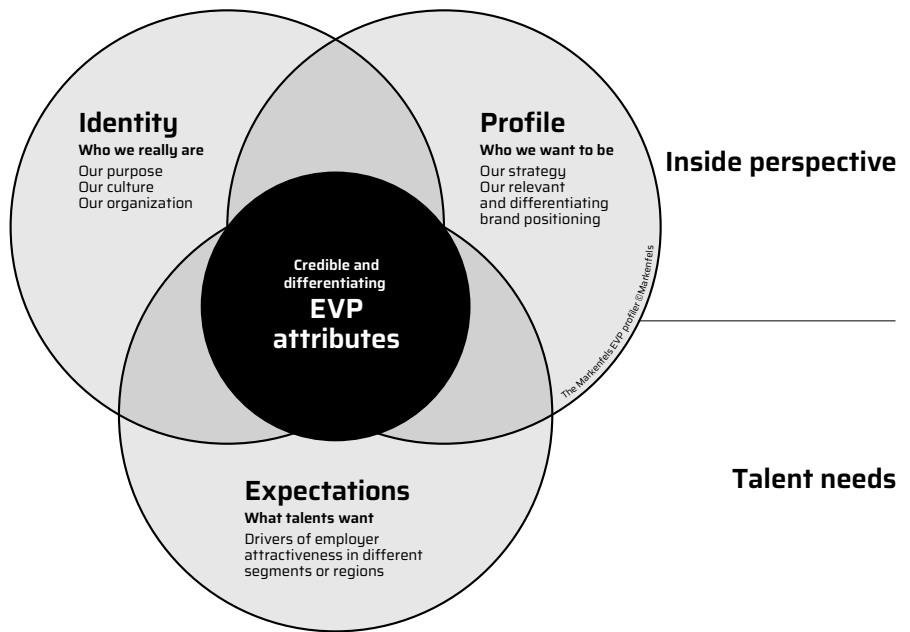 Identity
Who we really are
Our purpose
Our culture
Our organization
Profile
Who we want to be
Our strategy
Our relevant
and differentiating
brand positioning
Inside perspective
Credible and
differentiating
EVP
attributes
The Markenfels EVP profiler ©Markenfels
Talent needs
Expectations
What talents want
Drivers of employer
attractiveness in different
segments or regions